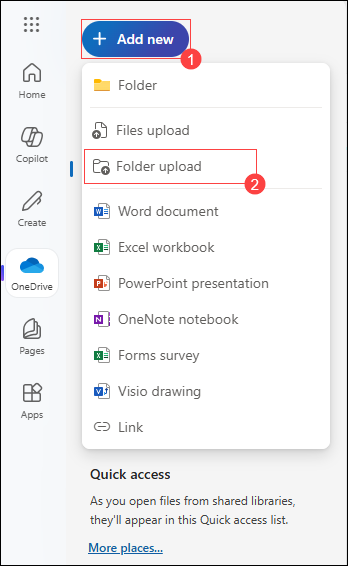 + Add new
1
Home
Copilot
Create
OneDrive
Pages
Apps
Folder
Files upload
Folder upload
2
Word document
Excel workbook
PowerPoint presentation
OneNote notebook
Forms survey
Visio drawing
Link
Quick access
As you open files from shared libraries,
they'll appear in this Quick access list.
More places...